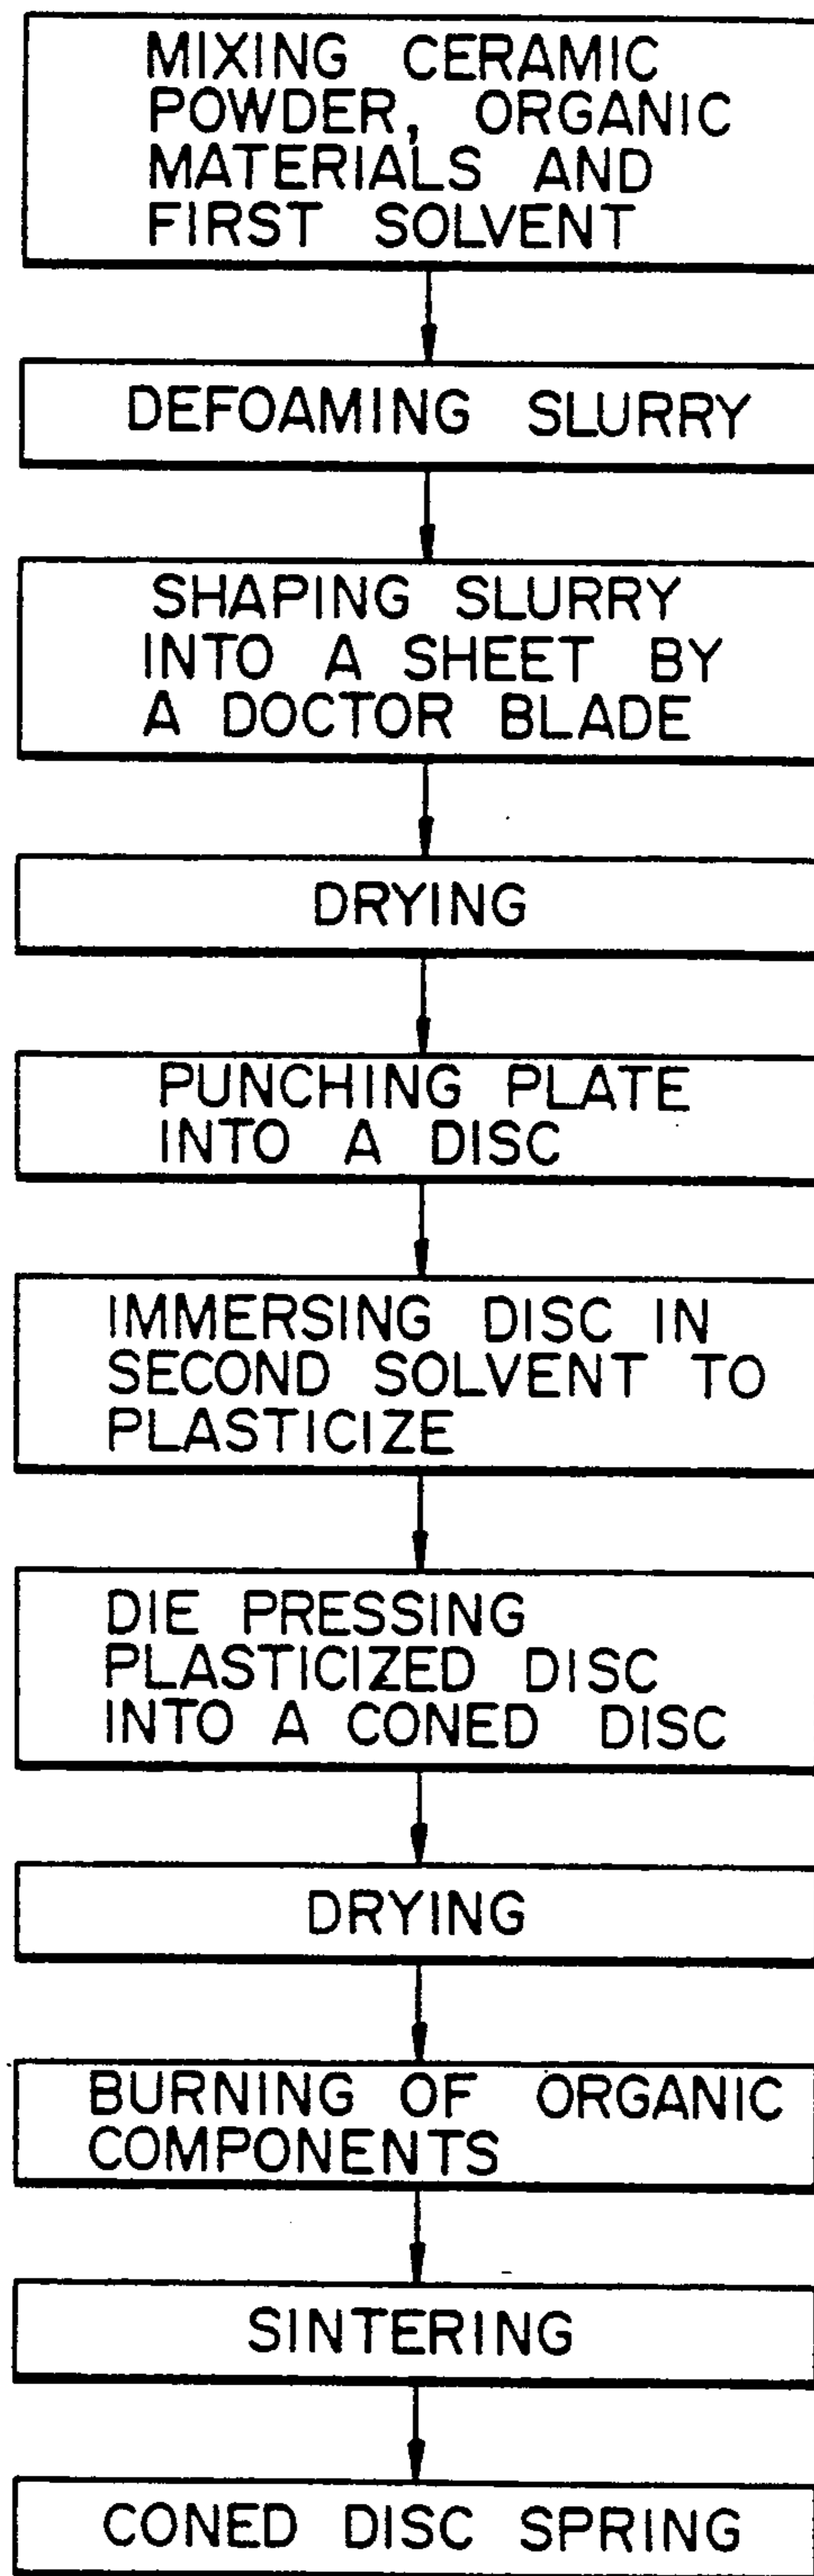 MIXING CERAMIC
POWDER, ORGANIC
MATERIALS AND
FIRST SOLVENT
DEFOAMING SLURRY
SHAPING SLURRY
INTO A SHEET BY
A DOCTOR BLADE
DRYING
PUNCHING PLATE
INTO A DISC
IMMERSING DISC IN
SECOND SOLVENT TO
PLASTICIZE
DIE PRESSING
PLASTICIZED DISC
INTO A CONED DISC
DRYING
BURNING OF ORGANIC
COMPONENTS
SINTERING
CONED DISC SPRING